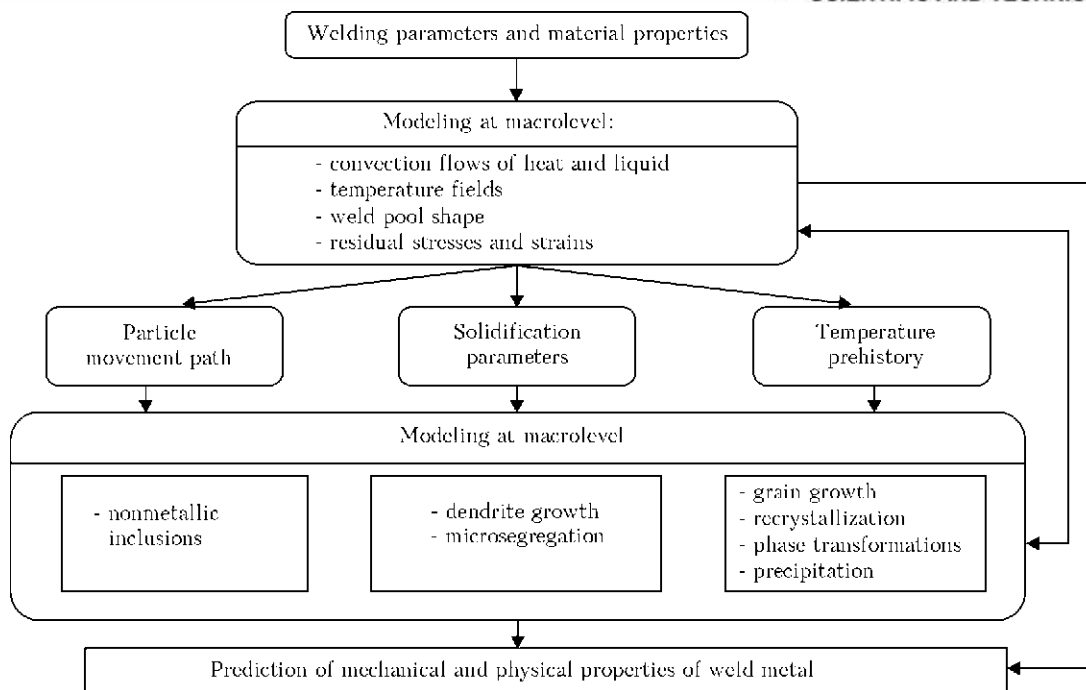 Welding parameters and material properties
Modeling at macrolevel:
- convection flows of heat and liquid
- temperature fields
- weld pool shape
- residual stresses and strains
Particle
movement path
Solidification
parameters
Temperature
prehistory
Modeling at macrolevel
- nonmetallic
inclusions
- dendrite growth
- microsegregation
- grain growth
- recrystallization
- phase transformations
- precipitation
Prediction of mechanical and physical properties of weld metal